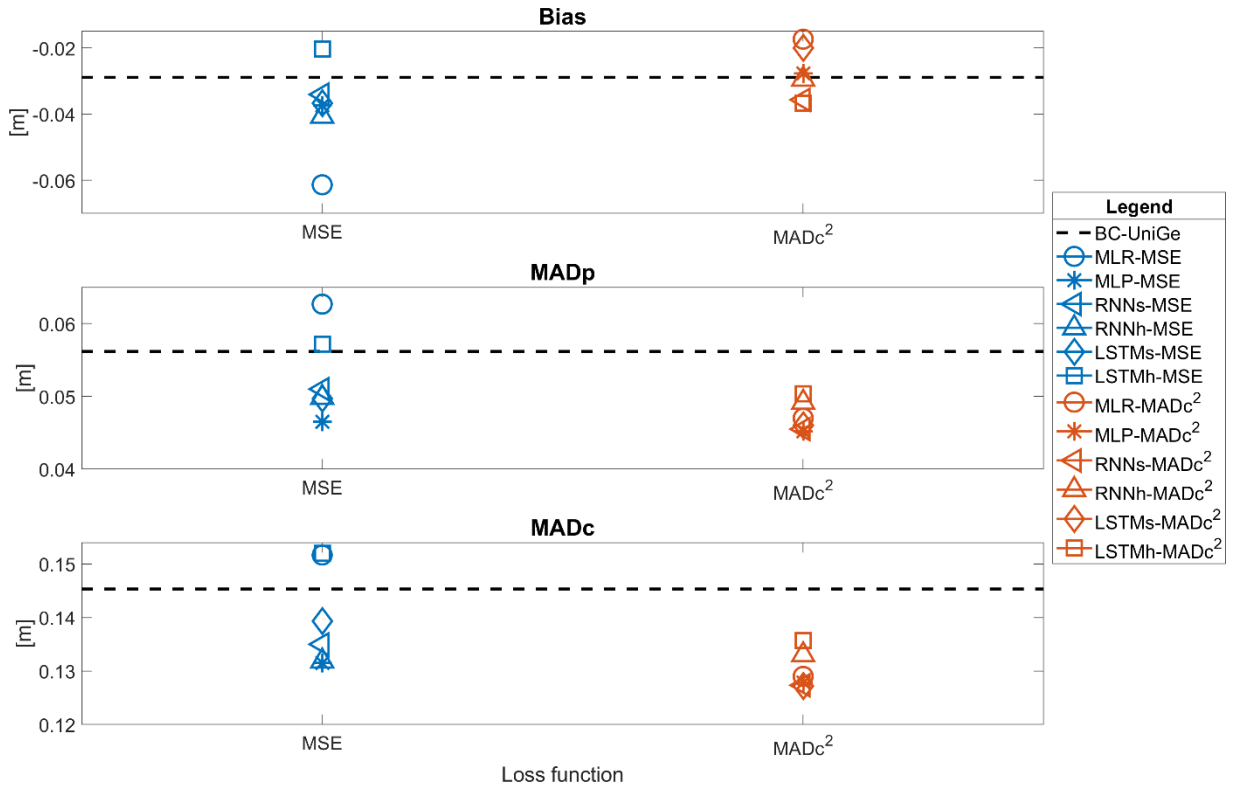 Bias
-0.02
-0.04
-0.06
[m]
MSE
MADc²
MADp
0.06
0.05
0.04
[m]
MSE
MADc²
MADc
0.15
0.14
0.13
0.12
[m]
MSE
MADc²
Loss function
Legend
BC-UniGe
MLR-MSE
MLP-MSE
RNNs-MSE
RNNh-MSE
LSTMs-MSE
LSTMh-MSE
MLR-MADc²
MLP-MADc²
RNNs-MADc²
RNNh-MADc²
LSTMs-MADc²
LSTMh-MADc²